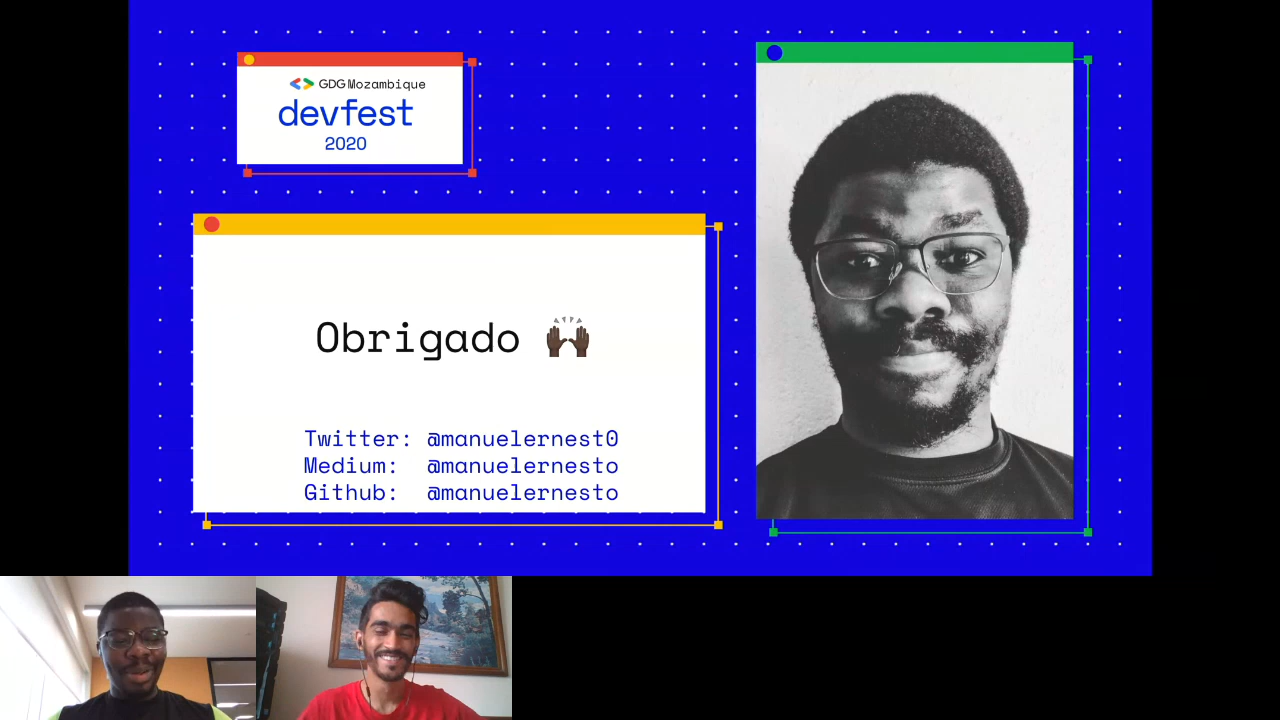 GDG Mozambique
devfest
2020
Obrigado 🙌🏿
Twitter: @manuelernest0
Medium: @manuelernesto
Github: @manuelernesto